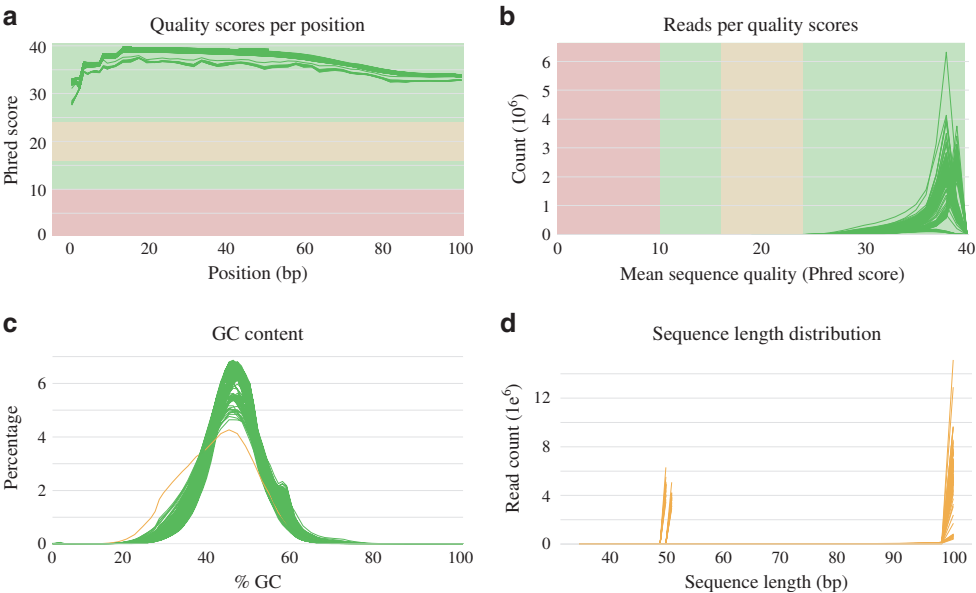 a
Quality scores per position
40
30
20
10
0
Phred score
0 20 40 60 80 100
Position (bp)
b
Reads per quality scores
6
5
4
3
2
1
0
Count (10⁶)
0 10 20 30 40
Mean sequence quality (Phred score)
c
GC content
6
4
2
0
Percentage
0 20 40 60 80 100
% GC
d
Sequence length distribution
12
8
4
0
Read count (1e⁶)
40 50 60 70 80 90 100
Sequence length (bp)